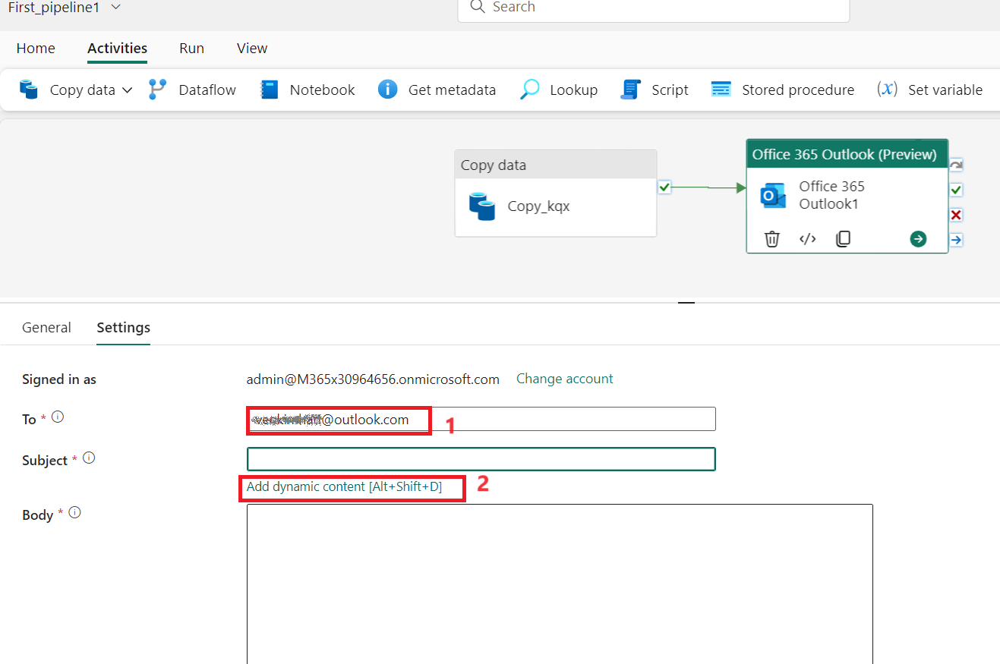 First_pipeline1
Search
Home Activities Run View
Copy data Dataflow Notebook Get metadata Lookup Script Stored procedure (x) Set variable
Copy data
Copy_kqx
Office 365 Outlook (Preview)
Office 365
Outlook1
General Settings
Signed in as admin@M365x30964656.onmicrosoft.com Change account
To * @outlook.com 1
Subject *
Add dynamic content [Alt+Shift+D] 2
Body *